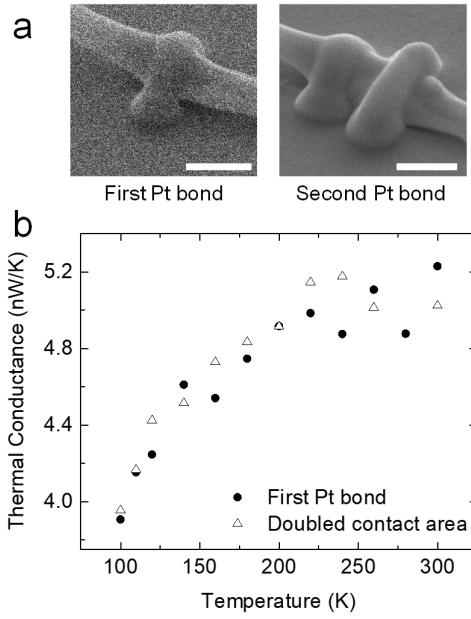 a
First Pt bond
Second Pt bond
b
Thermal Conductance (nW/K)
5.2
4.8
4.4
4.0
First Pt bond
Doubled contact area
100
150
200
250
300
Temperature (K)